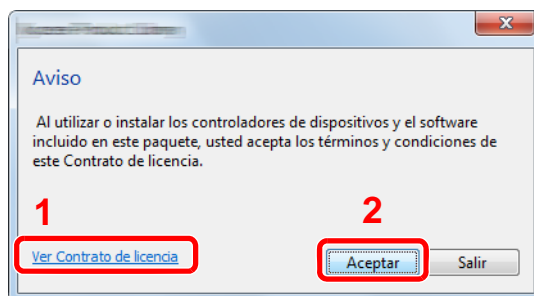 x
Aviso
Al utilizar o instalar los controladores de dispositivos y el software
incluido en este paquete, usted acepta los términos y condiciones de
este Contrato de licencia.
1
2
Ver Contrato de licencia
Aceptar
Salir